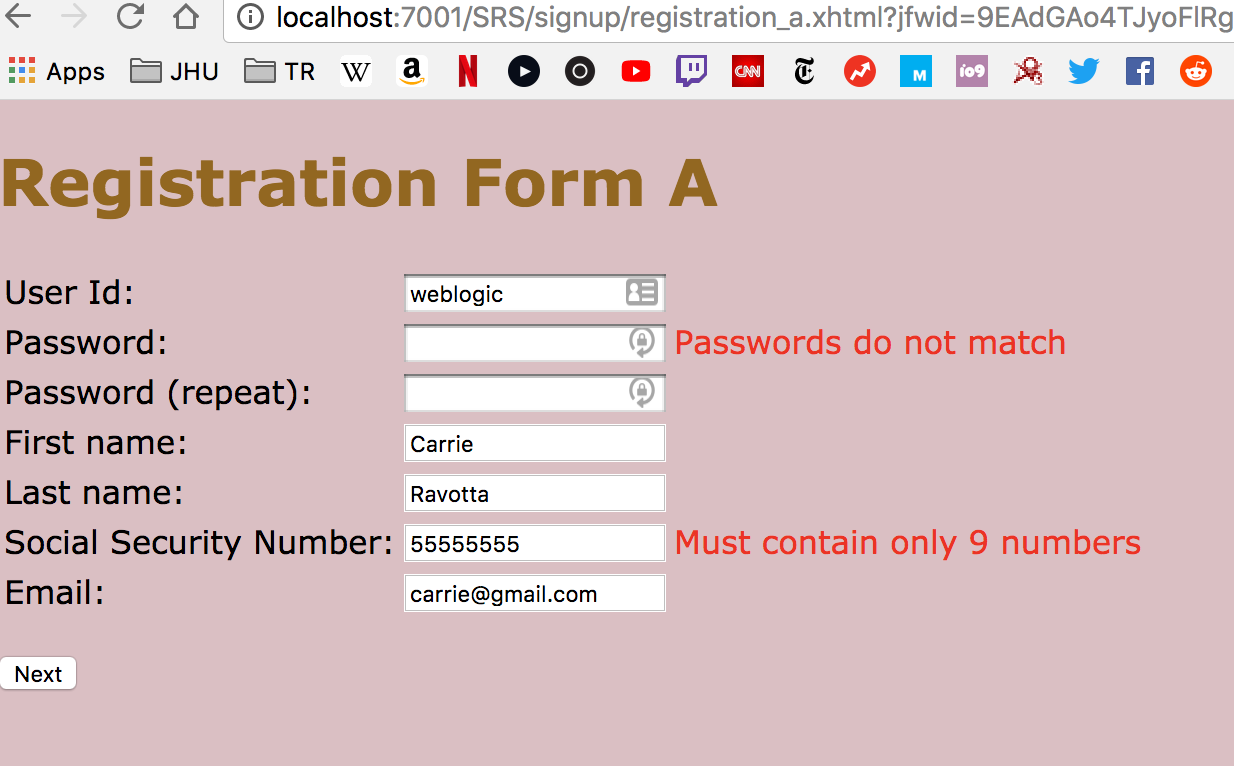 localhost:7001/SRS/signup/registration_a.xhtml?jfwid=9EAdGAo4TJyoFlRg
Apps JHU TR W a N CNN T M io9 f
Registration Form A
User Id: weblogic
Password: Passwords do not match
Password (repeat):
First name: Carrie
Last name: Ravotta
Social Security Number: 55555555 Must contain only 9 numbers
Email: carrie@gmail.com
Next